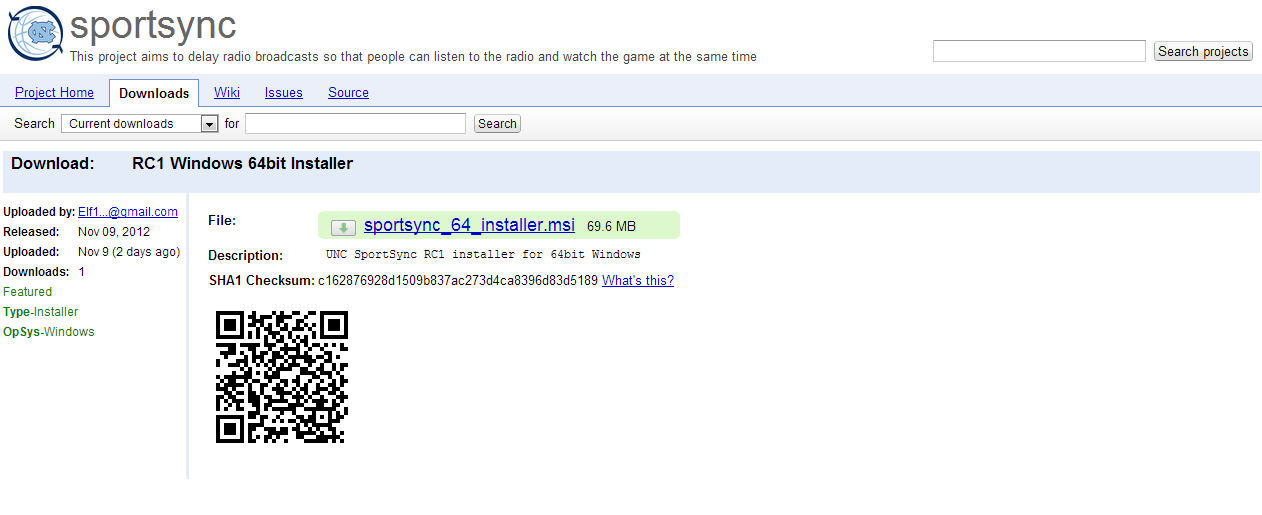 sportsync
This project aims to delay radio broadcasts so that people can listen to the radio and watch the game at the same time
Search projects
Project Home Downloads Wiki Issues Source
Search Current downloads for Search
Download: RC1 Windows 64bit Installer
Uploaded by: Elf1...@gmail.com
Released: Nov 09, 2012
Uploaded: Nov 9 (2 days ago)
Downloads: 1
Featured
Type-Installer
OpSys-Windows
File: sportsync_64_installer.msi 69.6 MB
Description: UNC SportSync RC1 installer for 64bit Windows
SHA1 Checksum: c162876928d1509b837ac273d4ca8396d83d5189 What's this?